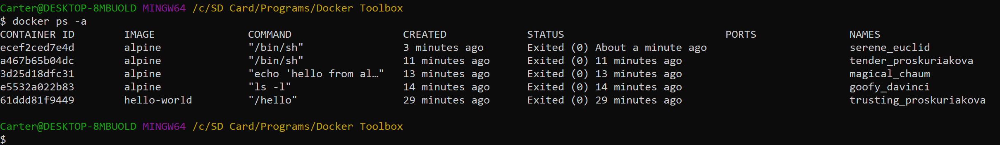 Carter@DESKTOP-8MBUOLD MINGW64 /c/SD Card/Programs/Docker Toolbox
$ docker ps -a
CONTAINER ID        IMAGE               COMMAND                  CREATED             STATUS                          PORTS               NAMES
ecef2ced7e4d        alpine              "/bin/sh"                3 minutes ago       Exited (0) About a minute ago                       serene_euclid
a467b65b04dc        alpine              "/bin/sh"                11 minutes ago      Exited (0) 11 minutes ago                           tender_proskuriakova
3d25d18dfc31        alpine              "echo 'hello from al…"   13 minutes ago      Exited (0) 13 minutes ago                           magical_chaum
e5532a022b83        alpine              "ls -l"                  14 minutes ago      Exited (0) 14 minutes ago                           goofy_davinci
61ddd81f9449        hello-world         "/hello"                 29 minutes ago      Exited (0) 29 minutes ago                           trusting_proskuriakova
Carter@DESKTOP-8MBUOLD MINGW64 /c/SD Card/Programs/Docker Toolbox
$